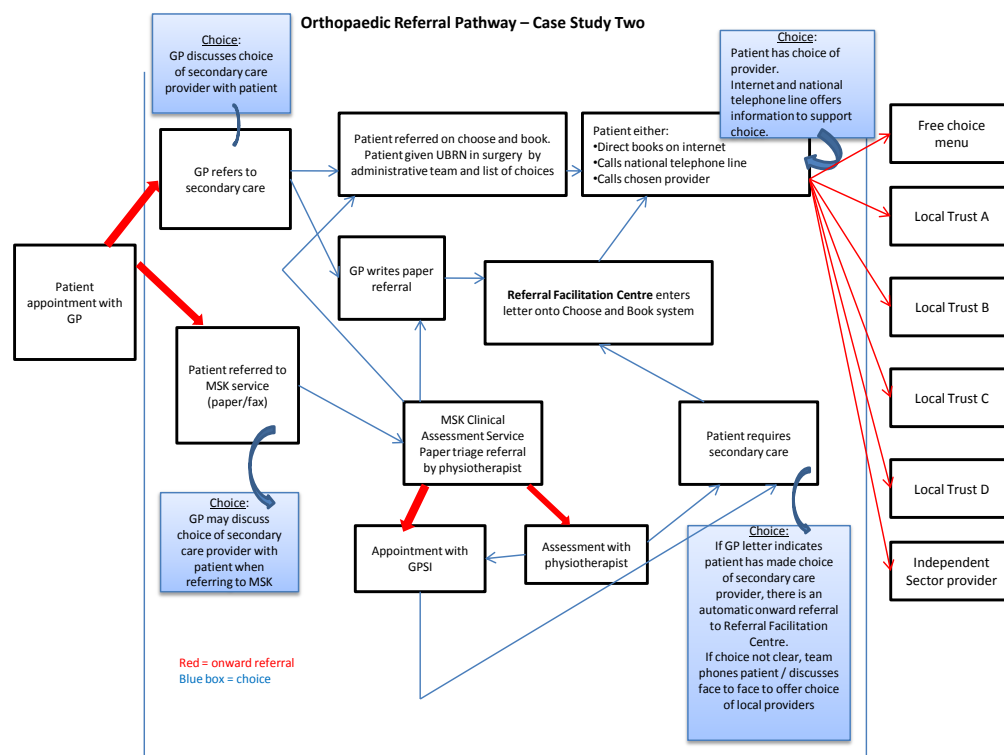 Orthopaedic Referral Pathway – Case Study Two
Choice:
GP discusses choice
of secondary care
provider with patient
Choice:
Patient has choice of
provider.
Internet and national
telephone line offers
information to support
choice.
GP refers to
secondary care
Patient referred on choose and book.
Patient given UBRN in surgery by
administrative team and list of choices
Patient either:
•Direct books on internet
•Calls national telephone line
•Calls chosen provider
Free choice
menu
Local Trust A
Patient
appointment with
GP
GP writes paper
referral
Referral Facilitation Centre enters
letter onto Choose and Book system
Local Trust B
Patient referred to
MSK service
(paper/fax)
MSK Clinical
Assessment Service
Paper triage referral
by physiotherapist
Patient requires
secondary care
Local Trust C
Local Trust D
Choice:
GP may discuss
choice of secondary
care provider with
patient when
referring to MSK
Appointment with
GPSI
Assessment with
physiotherapist
Choice:
If GP letter indicates
patient has made choice
of secondary care
provider, there is an
automatic onward referral
to Referral Facilitation
Centre.
If choice not clear, team
phones patient / discusses
face to face to offer choice
of local providers
Independent
Sector provider
Red = onward referral
Blue box = choice